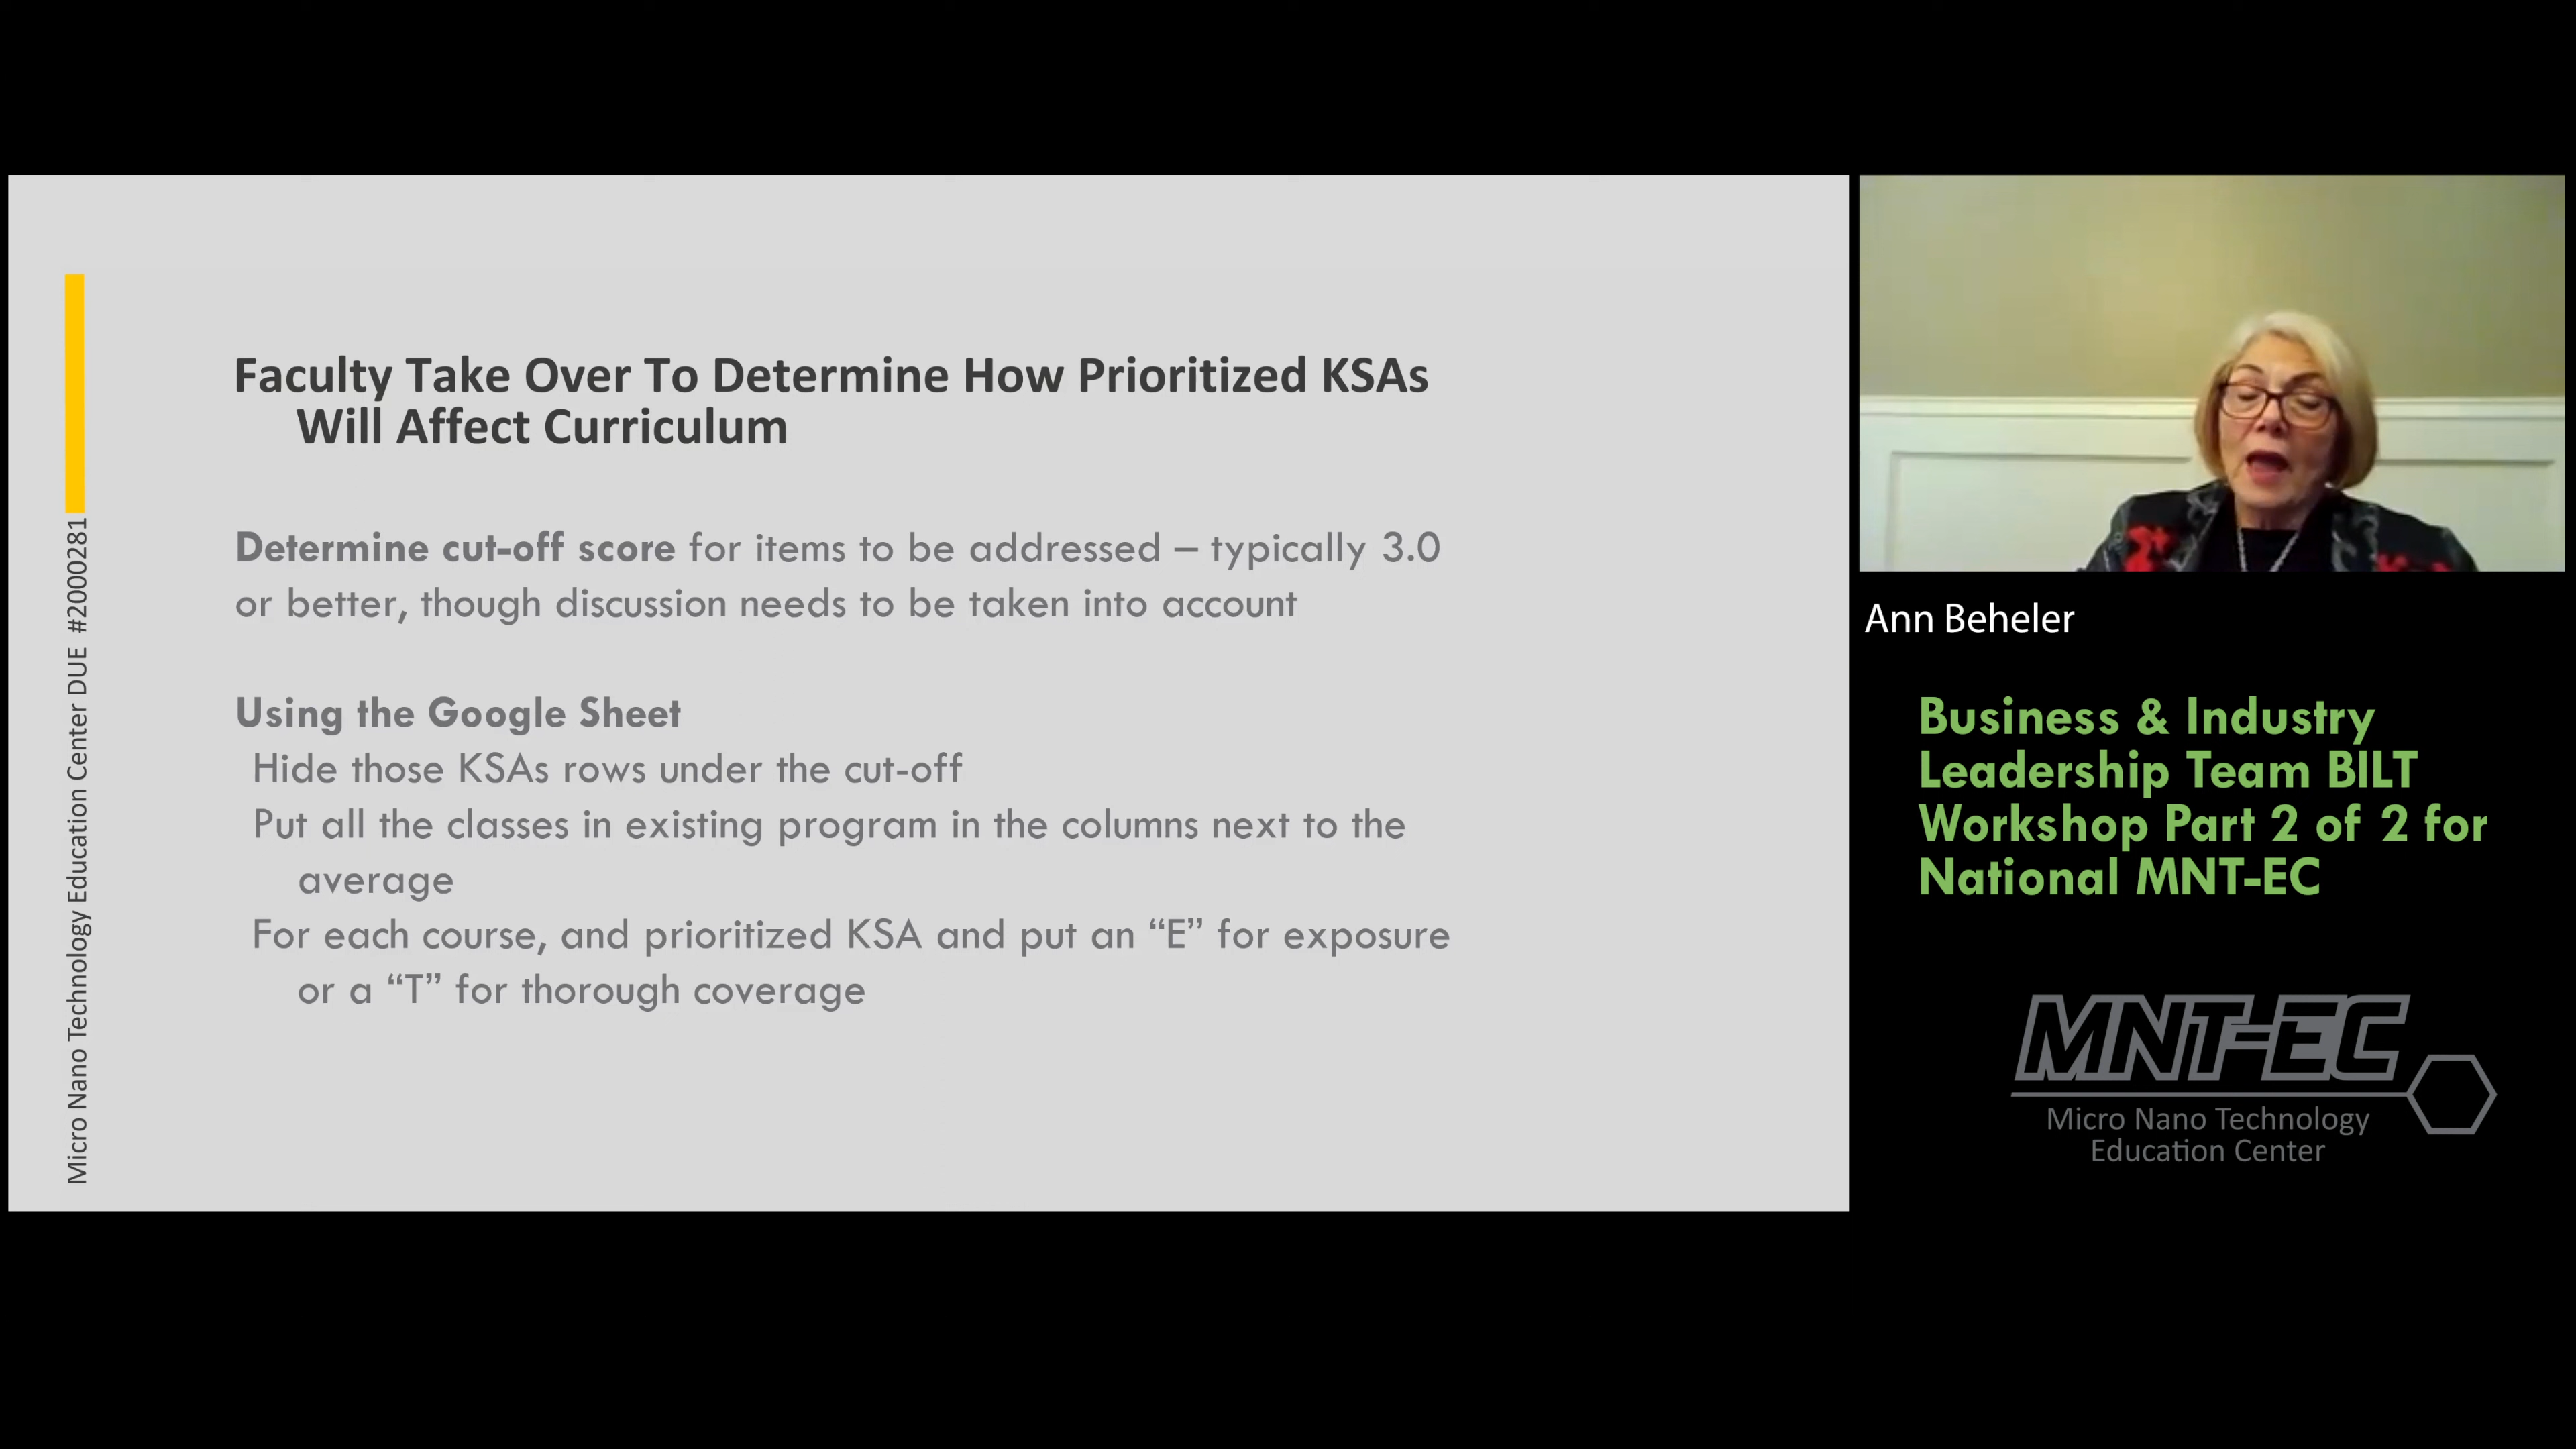 Faculty Take Over To Determine How Prioritized KSAs
Will Affect Curriculum
Determine cut-off score for items to be addressed – typically 3.0
or better, though discussion needs to be taken into account
Using the Google Sheet
Hide those KSAs rows under the cut-off
Put all the classes in existing program in the columns next to the
average
For each course, and prioritized KSA and put an “E” for exposure
or a “T” for thorough coverage
Micro Nano Technology Education Center DUE #2000281
Ann Beheler
Business & Industry
Leadership Team BILT
Workshop Part 2 of 2 for
National MNT-EC
MNT-EC
Micro Nano Technology
Education Center